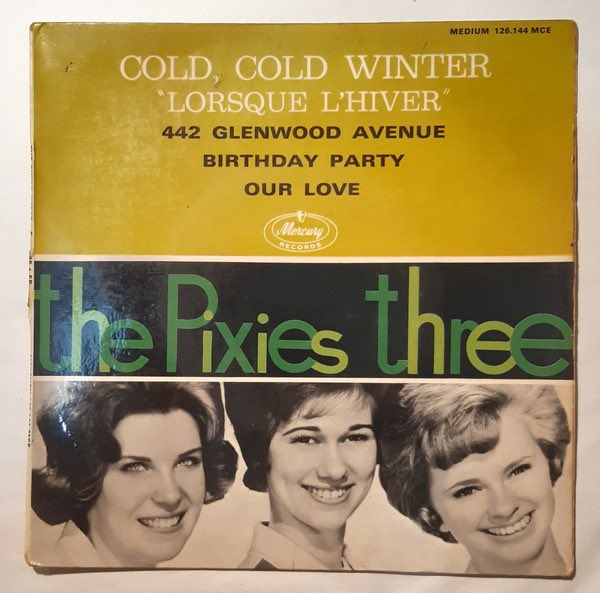 MEDIUM 126.144 MCE
COLD, COLD WINTER
"LORSQUE L'HIVER"
442 GLENWOOD AVENUE
BIRTHDAY PARTY
OUR LOVE
Mercury
RECORDS
the Pixies three